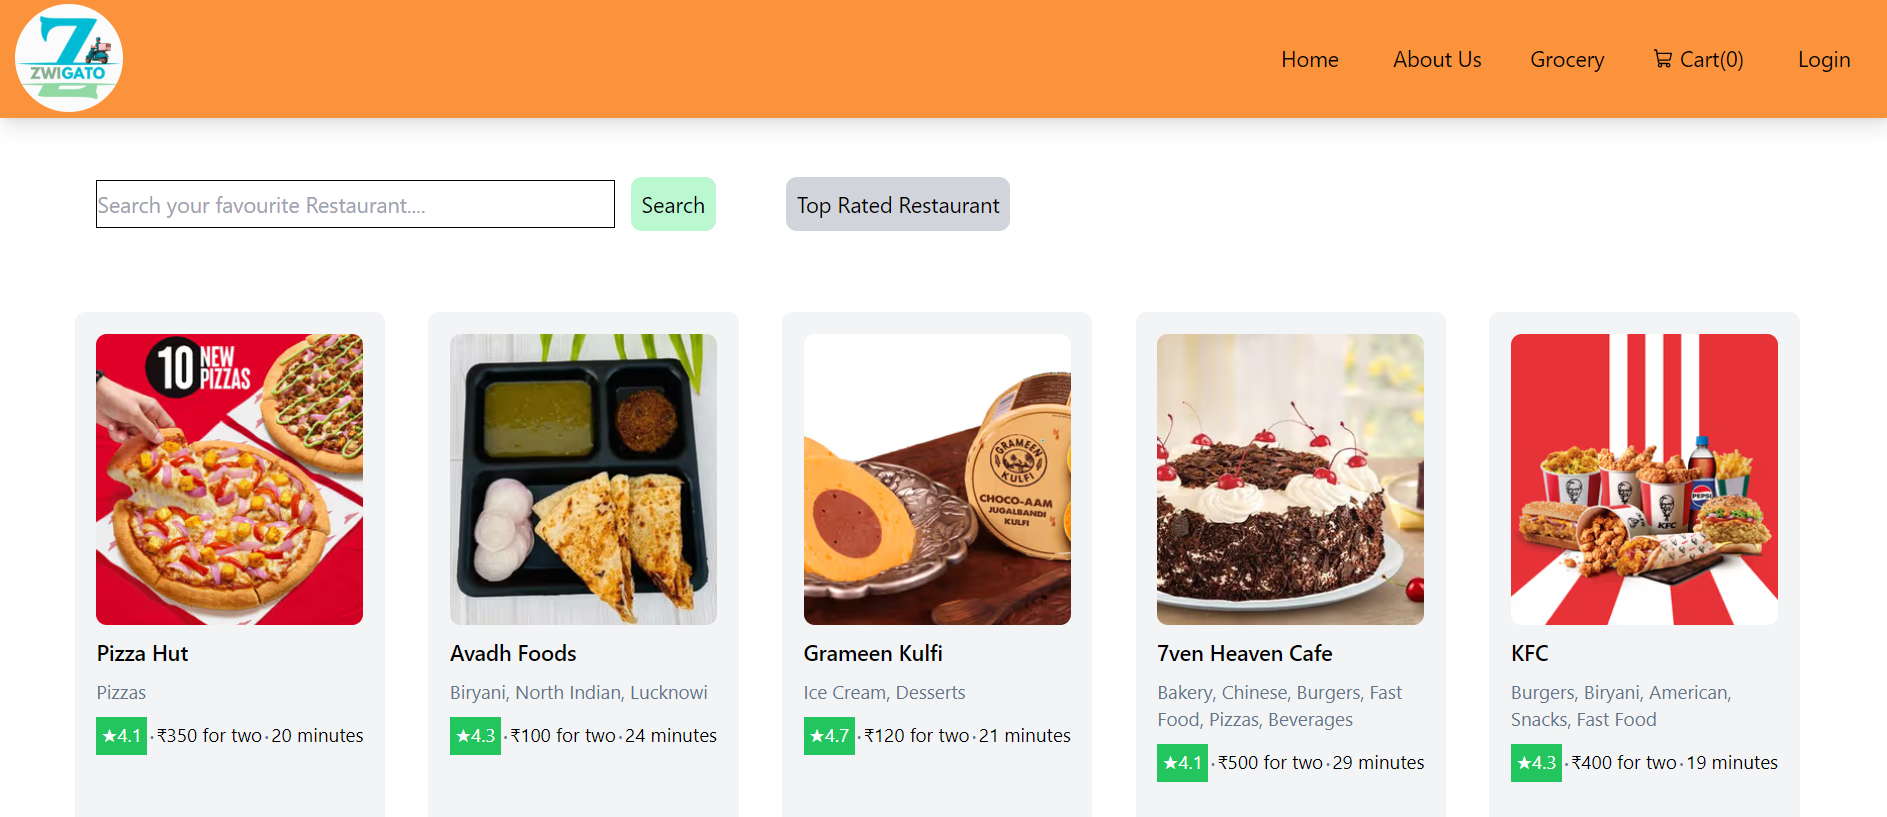 Z
ZWIGATO
Home
About Us
Grocery
Cart(0)
Login
Search your favourite Restaurant....
Search
Top Rated Restaurant
10 NEW
PIZZAS
GRAMEEN
KULFI
CHOCO-AAM
JUGALBANDI
KULFI
PEPSI
KFC
Pizza Hut
Pizzas
★4.1 · ₹350 for two · 20 minutes
Avadh Foods
Biryani, North Indian, Lucknowi
★4.3 · ₹100 for two · 24 minutes
Grameen Kulfi
Ice Cream, Desserts
★4.7 · ₹120 for two · 21 minutes
7ven Heaven Cafe
Bakery, Chinese, Burgers, Fast
Food, Pizzas, Beverages
★4.1 · ₹500 for two · 29 minutes
KFC
Burgers, Biryani, American,
Snacks, Fast Food
★4.3 · ₹400 for two · 19 minutes